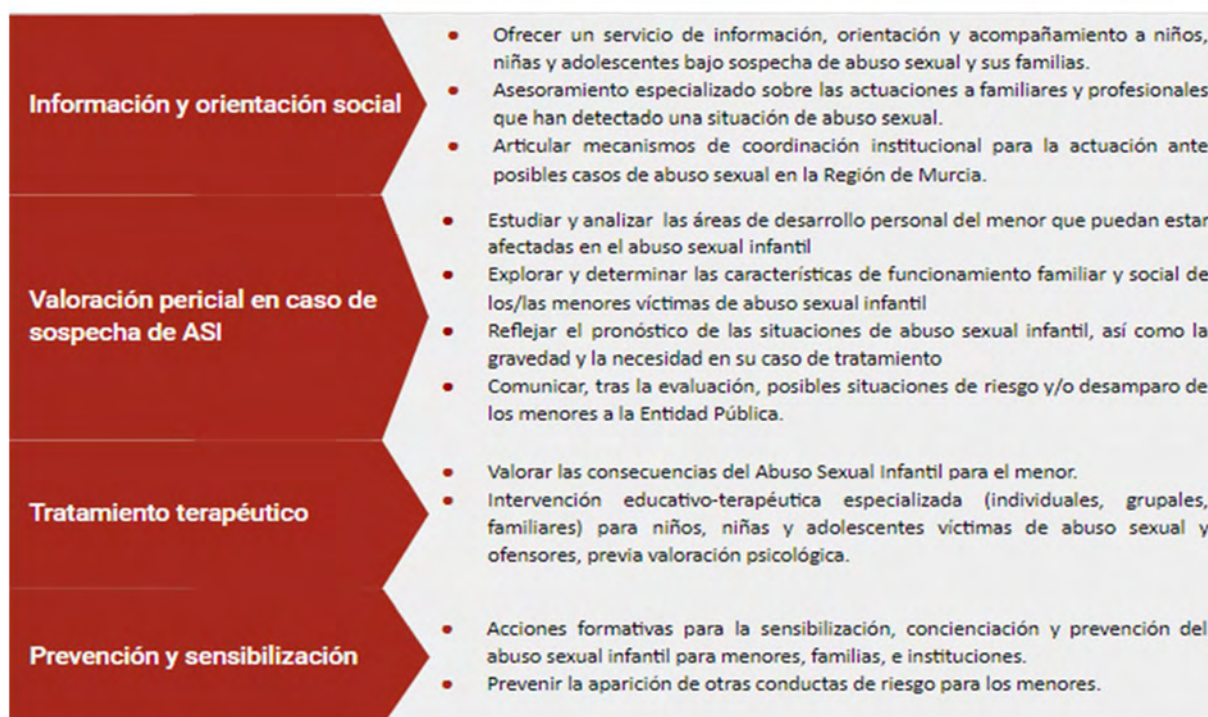 Información y orientación social
• Ofrecer un servicio de información, orientación y acompañamiento a niños,
niñas y adolescentes bajo sospecha de abuso sexual y sus familias.
• Asesoramiento especializado sobre las actuaciones a familiares y profesionales
que han detectado una situación de abuso sexual.
• Articular mecanismos de coordinación institucional para la actuación ante
posibles casos de abuso sexual en la Región de Murcia.
Valoración pericial en caso de
sospecha de ASI
• Estudiar y analizar las áreas de desarrollo personal del menor que puedan estar
afectadas en el abuso sexual infantil
• Explorar y determinar las características de funcionamiento familiar y social de
los/las menores víctimas de abuso sexual infantil
• Reflejar el pronóstico de las situaciones de abuso sexual infantil, así como la
gravedad y la necesidad en su caso de tratamiento
• Comunicar, tras la evaluación, posibles situaciones de riesgo y/o desamparo de
los menores a la Entidad Pública.
Tratamiento terapéutico
• Valorar las consecuencias del Abuso Sexual Infantil para el menor.
• Intervención educativo-terapéutica especializada (individuales, grupales,
familiares) para niños, niñas y adolescentes víctimas de abuso sexual y
ofensores, previa valoración psicológica.
Prevención y sensibilización
• Acciones formativas para la sensibilización, concienciación y prevención del
abuso sexual infantil para menores, familias, e instituciones.
• Prevenir la aparición de otras conductas de riesgo para los menores.